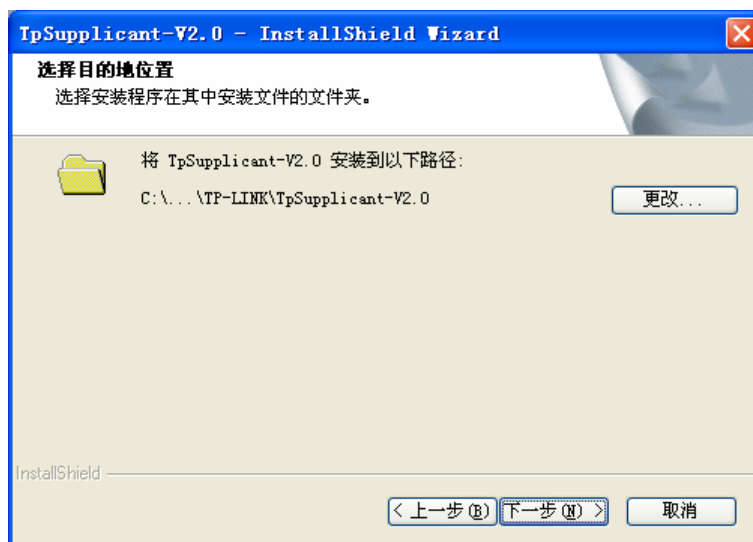 TpSupplicant-V2.0 - InstallShield Wizard
选择目的地位置
选择安装程序在其中安装文件的文件夹。
将 TpSupplicant-V2.0 安装到以下路径:
C:\...\TP-LINK\TpSupplicant-V2.0
更改...
InstallShield
< 上一步(B)
下一步(N) >
取消